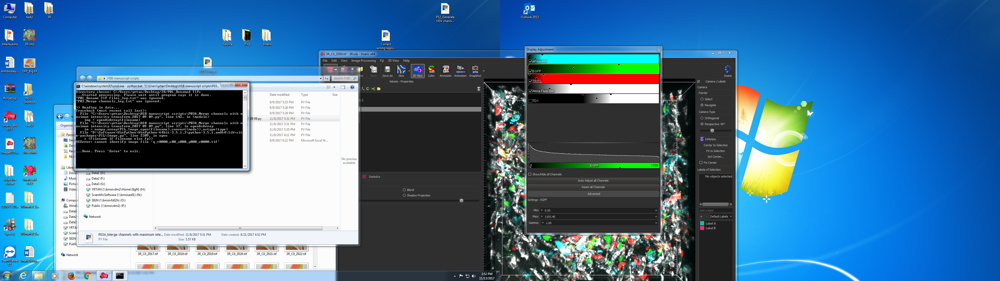 Computer
test2
3R
P12_Generate
HSV chann...
Outlook 2013
Interleukins
3R.ims
Source
Pics
Imaris
Correct
wrong regis...
Antibodies...
GFP_Big.tif
RoiSet.zip
NLG -
Shortcut
Imaris x64
9.0.2
test3
Image0035....
3Rtest.ims
objective
subset
Imaris x64
7.7.2
SIGN-C-10...
3RImaris7_S...
Speccy
3RImaris8_S...
TeamViewer
12
Imaris9bug...
HSB manuscript scripts
Search HSB...
C:\windows\system32\cmd.exe - python.bat "C:\Users\yrtan\Desktop\HSB manuscript scripts\P03...
Directory chosen: C:/Users/yrtan/Desktop/3R/P01_Renamed TIFs
...Started processing. Please wait until program says it is done.
"P01_Rename TIF files_log.txt" was ignored.
"P03_Merge channels_log.txt" was ignored.
>> Reading in data...
Traceback (most recent call last):
File "C:\Users\yrtan\Desktop\HSB manuscript scripts\P03A_Merge channels with m
aximum intensity transform_2017 09 09.py", line 142, in <module>
img = openAsArray(filename)
File "C:\Users\yrtan\Desktop\HSB manuscript scripts\P03A_Merge channels with m
aximum intensity transform_2017 09 09.py", line 37, in openAsArray
im = numpy.array(PIL.Image.open(filename).convert(mode)).astype(type)
File "D:\Software\WinPython\WinPython-64bit-3.5.1.3\python-3.5.1.amd64\lib\sit
e-packages\PIL\Image.py", line 2309, in open
% (filename if filename else fp))
OSError: cannot identify image file 'q_t0000_c00_x000_y000_z0000.tif'
...Done. Press 'Enter' to exit.
Date modified
Type
Size
9/9/2017 5:25 PM
PY File
9/9/2017 5:26 PM
PY File
9/9/2017 5:28 PM
PY File
09 09.py
11/8/2017 5:31 PM
PY File
11/8/2017 5:31 PM
PY File
11/8/2017 5:35 PM
PY File
11/8/2017 4:11 PM
PY File
9/9/2017 6:21 PM
Microsoft Excel W...
No preview
available.
Data1 (D:)
Data2 (F:)
Data3 (G:)
YRTAN (\\bmsivdm2\Home\SIgN) (H:)
ScientificSoftware (\\bmsisas01) (N:)
SIGN (\\bmsivfs02h) (O:)
Public (\\bmsivdm2) (P:)
Network
P03A_Merge channels with maximum inte...
Date modified: 11/8/2017 5:31 PM
Date created: 8/21/2017 4:52 PM
PY File
Size: 5.57 KB
Organize
Favor
Des
Do
Rec
NL
Libra
Docu
Musi
Pictur
Video
Compu
Wind
Data1
Data2
Data3
YRTA
Scien
SIGN
Publi
Network
3R_C0_Z017.tif
3R_C0_Z018.tif
3R_C0_Z019.tif
3R_C0_Z020.tif
3R_C0_Z021.tif
3R_C0_Z022.tif
3R_C0_Z000.tif - 3R.oib - Imaris x64
File
Edit
View
Image Processing
Fiji
3D View
Help
en
Save
Save As
Slice
3D View
Coloc
Annotate
Animation
Snapshot
Imaris
Volume - Properties
e 1
Statistics
Blend
Shadow Projection
Display Adjustment
eFluor450
EGFP
TRITC
Alexa Fluor 647
TD1
0
EGFP
1590
Show/Hide all Channels
Auto Adjust all Channels
Reset all Channels
Advanced
Settings - EGFP
Min:
0.00
Max:
1105.40
Gamma:
1.00
Camera / Labels
Camera
Pointer
Select
Navigate
Camera Type
Orthogonal
Perspective 45°
InMotion
Center to Selection
Fit to Selection
Set Center...
Fix Center
Labels of Selection
No objects selected.
Add a label
Default Labels
Label A
Label B
2:52 PM
11/13/2017